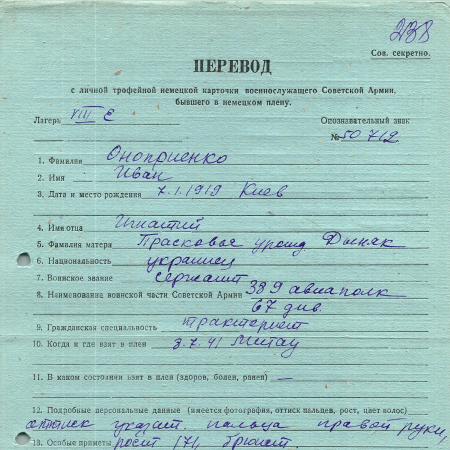 238
Сов. секретно.
ПЕРЕВОД
с личной трофейной немецкой карточки военнослужащего Советской Армии,
бывшего в немецком плену.
Лагерь VIII E Опознавательный знак
№ 50712
1. Фамилия Оноприенко
2. Имя Иван
3. Дата и место рождения 7.1.1919 Киев
4. Имя отца Игнатий
5. Фамилия матери Прасковье урожд Дыняк
6. Национальность украинец
7. Воинское звание сержант
8. Наименование воинской части Советской Армии 389 авиаполк
67 див.
9. Гражданская специальность тракторист
10. Когда и где взят в плен 3.7.41 Митау
11. В каком состоянии взят в плен (здоров, болен, ранен) —
12. Подробные персональные данные (имеется фотография, оттиск пальцев, рост, цвет волос)
оттиск указат. пальца правой руки,
13. Особые приметы рост 171, брюнет.